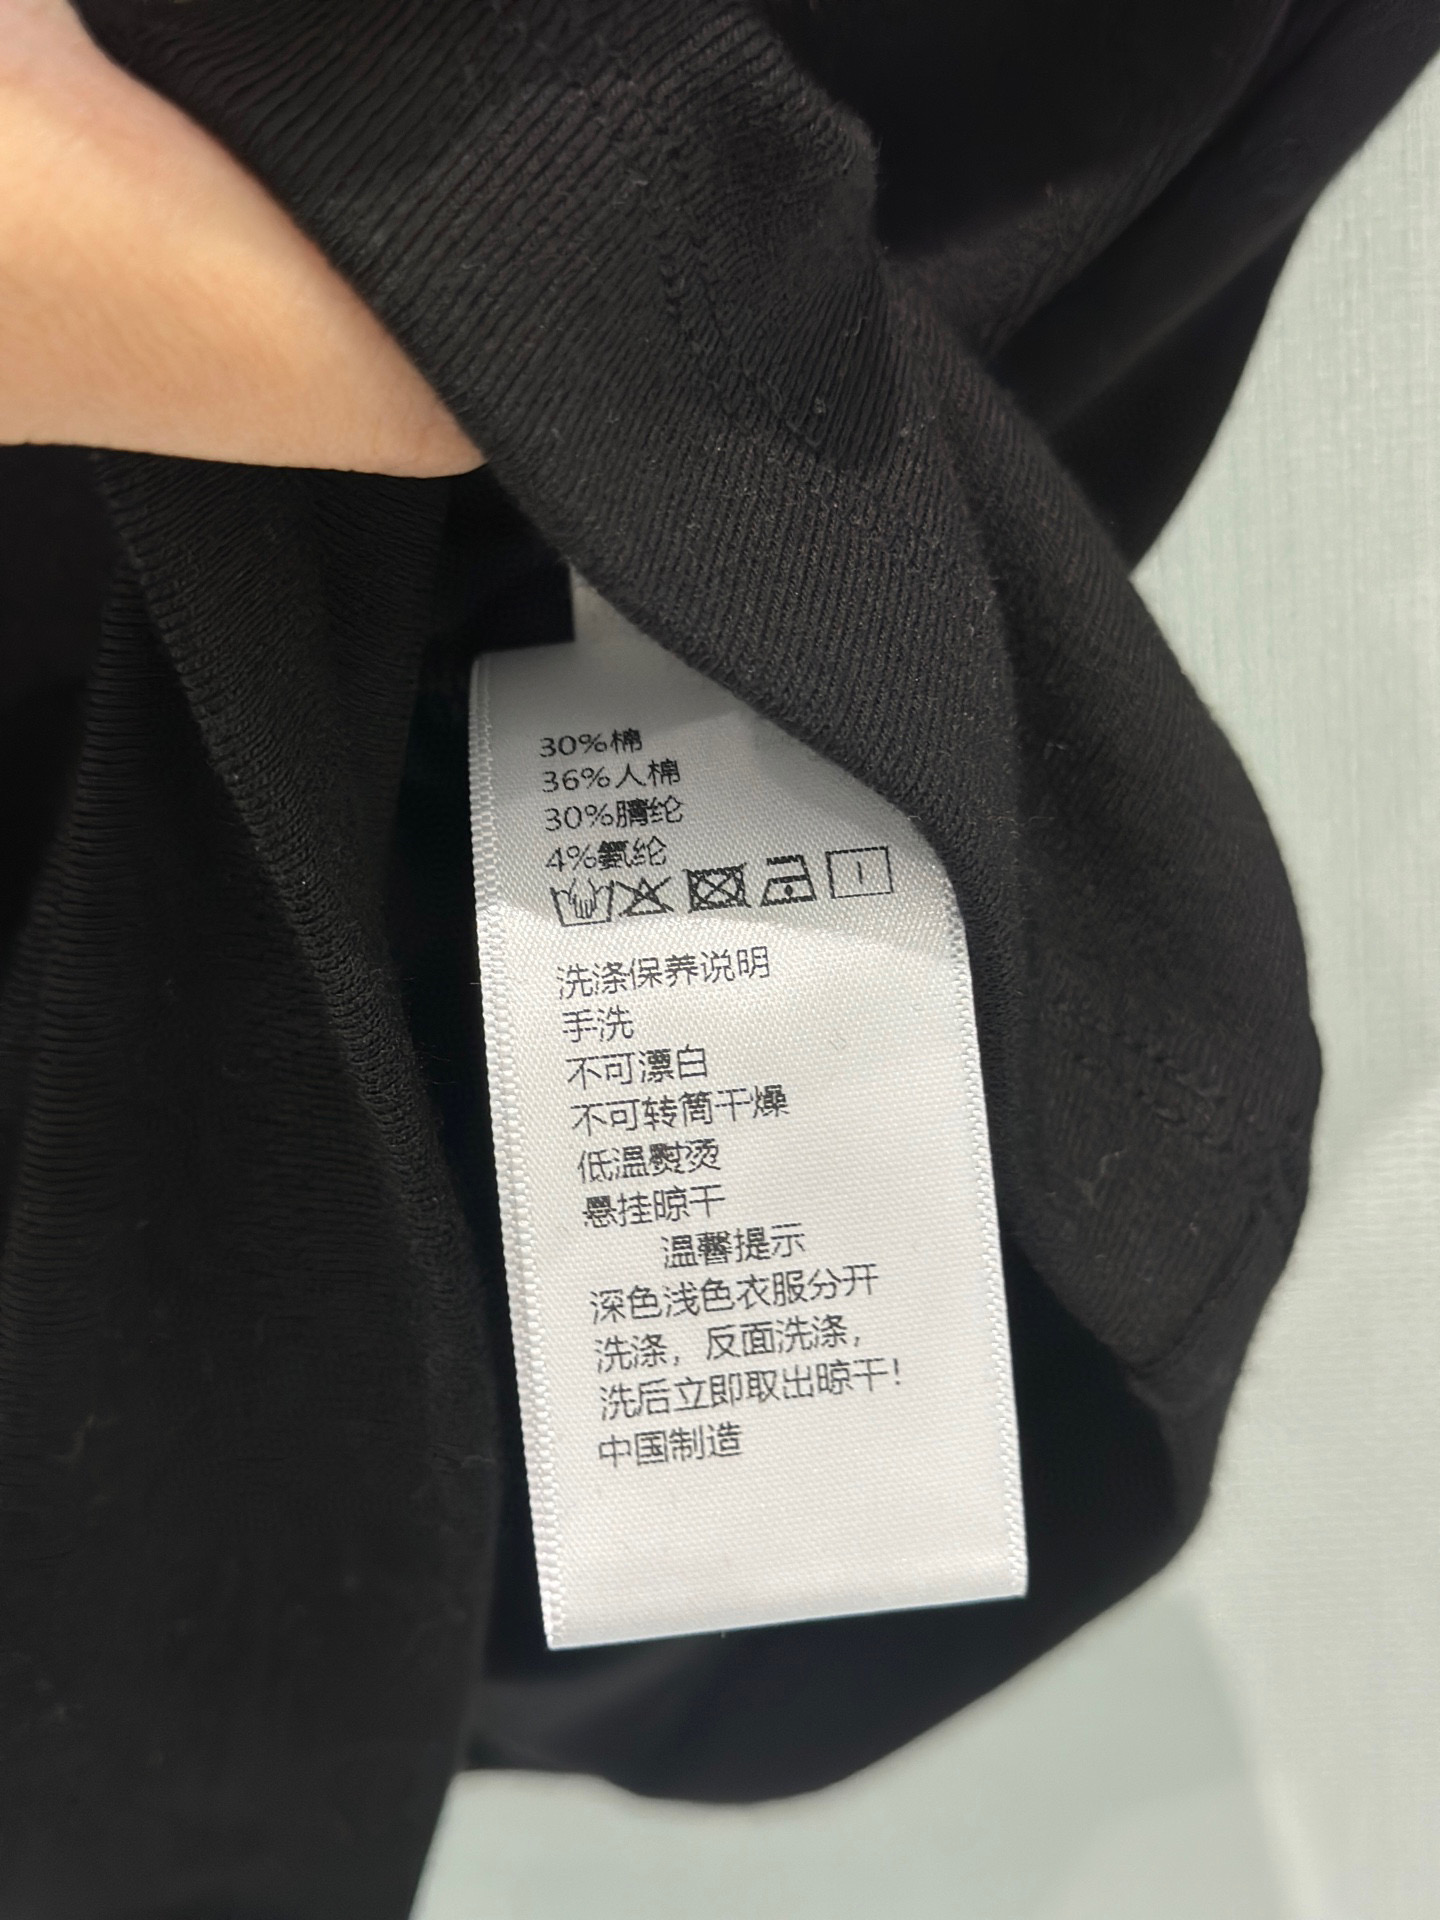 30%棉
36%人棉
30%腈纶
4%氨纶
洗涤保养说明
手洗
不可漂白
不可转筒干燥
低温熨烫
悬挂晾干
温馨提示
深色浅色衣服分开
洗涤，反面洗涤，
洗后立即取出晾干！
中国制造